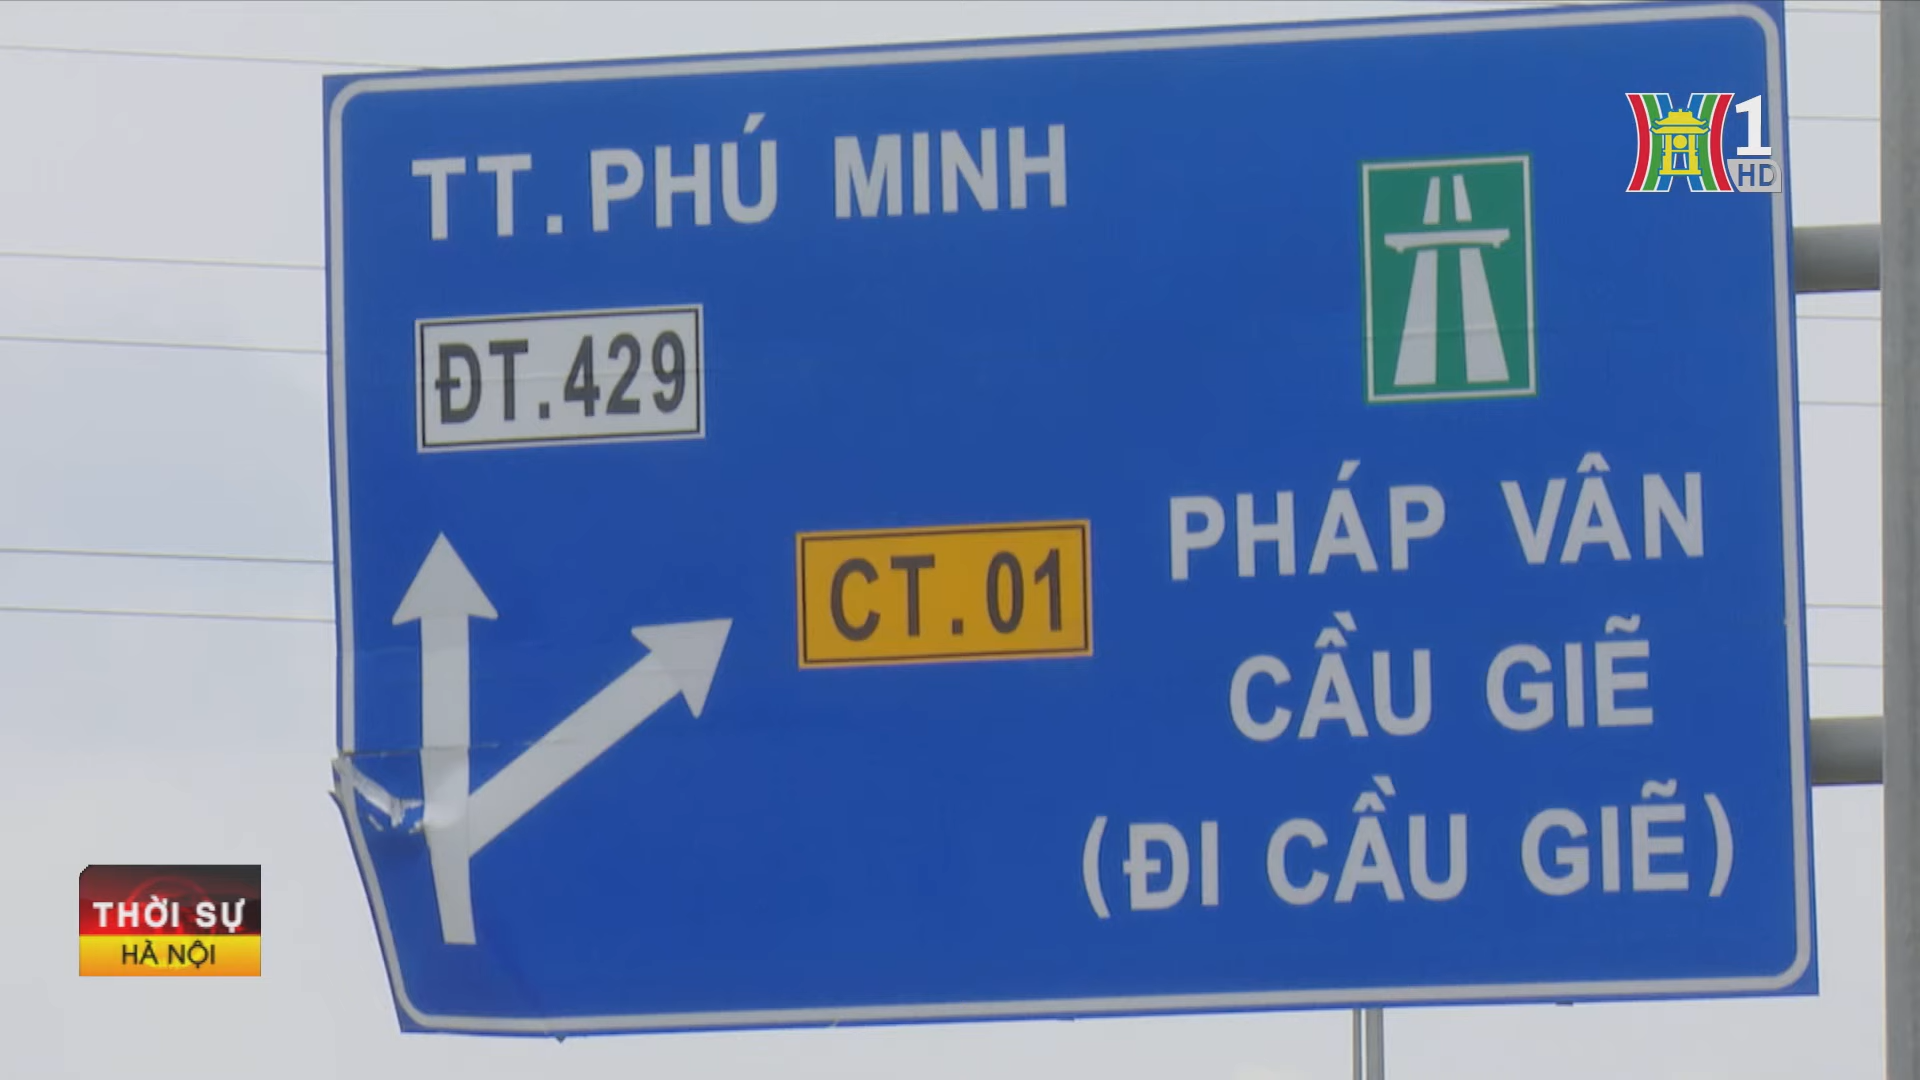 TT. PHÚ MINH
1
HD
ĐT.429
CT.01
PHÁP VÂN
CẦU GIẼ
(ĐI CẦU GIẼ)
THỜI SỰ
HÀ NỘI